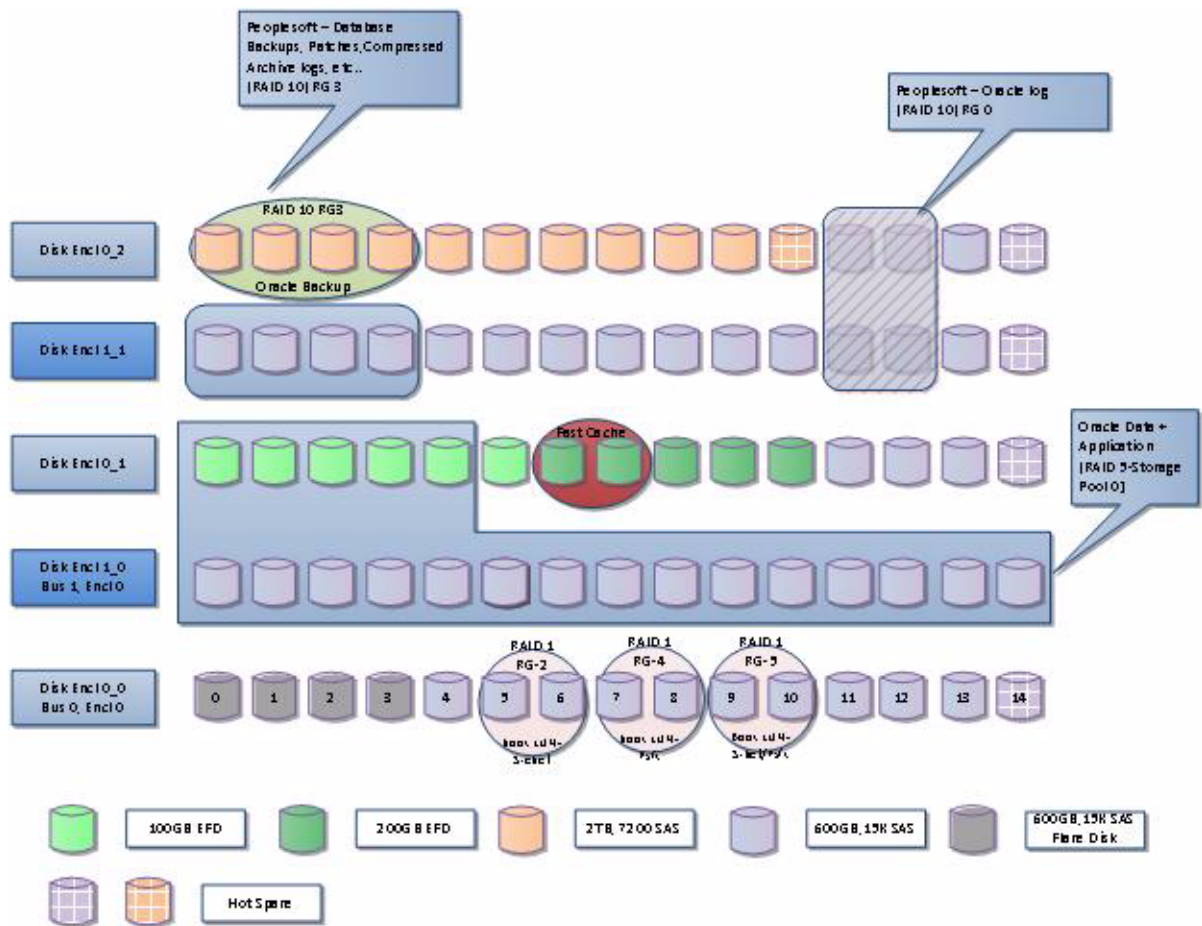 Peoplesoft – Database
Backups, Patches,Compressed
Archive logs, etc..
(RAID 10) RG 3
Peoplesoft – Oracle log
(RAID 10) RG 0
RAID 10 RG3
Disk Encl 0_2
Oracle Backup
Disk Encl 1_1
Fast Cache
Disk Encl 0_1
Oracle Data +
Application
(RAID 5-Storage
Pool 0)
Disk Encl 1_0
Bus 1, Encl 0
RAID 1
RG-2
RAID 1
RG-4
RAID 1
RG-5
Disk Encl 0_0
Bus 0, Encl 0
0 1 2 3 4 5 6 7 8 9 10 11 12 13 14
100GB EFD
200GB EFD
2TB, 7200 SAS
600GB, 15K SAS
600GB, 15K SAS
Flare Disk
Hot Spare